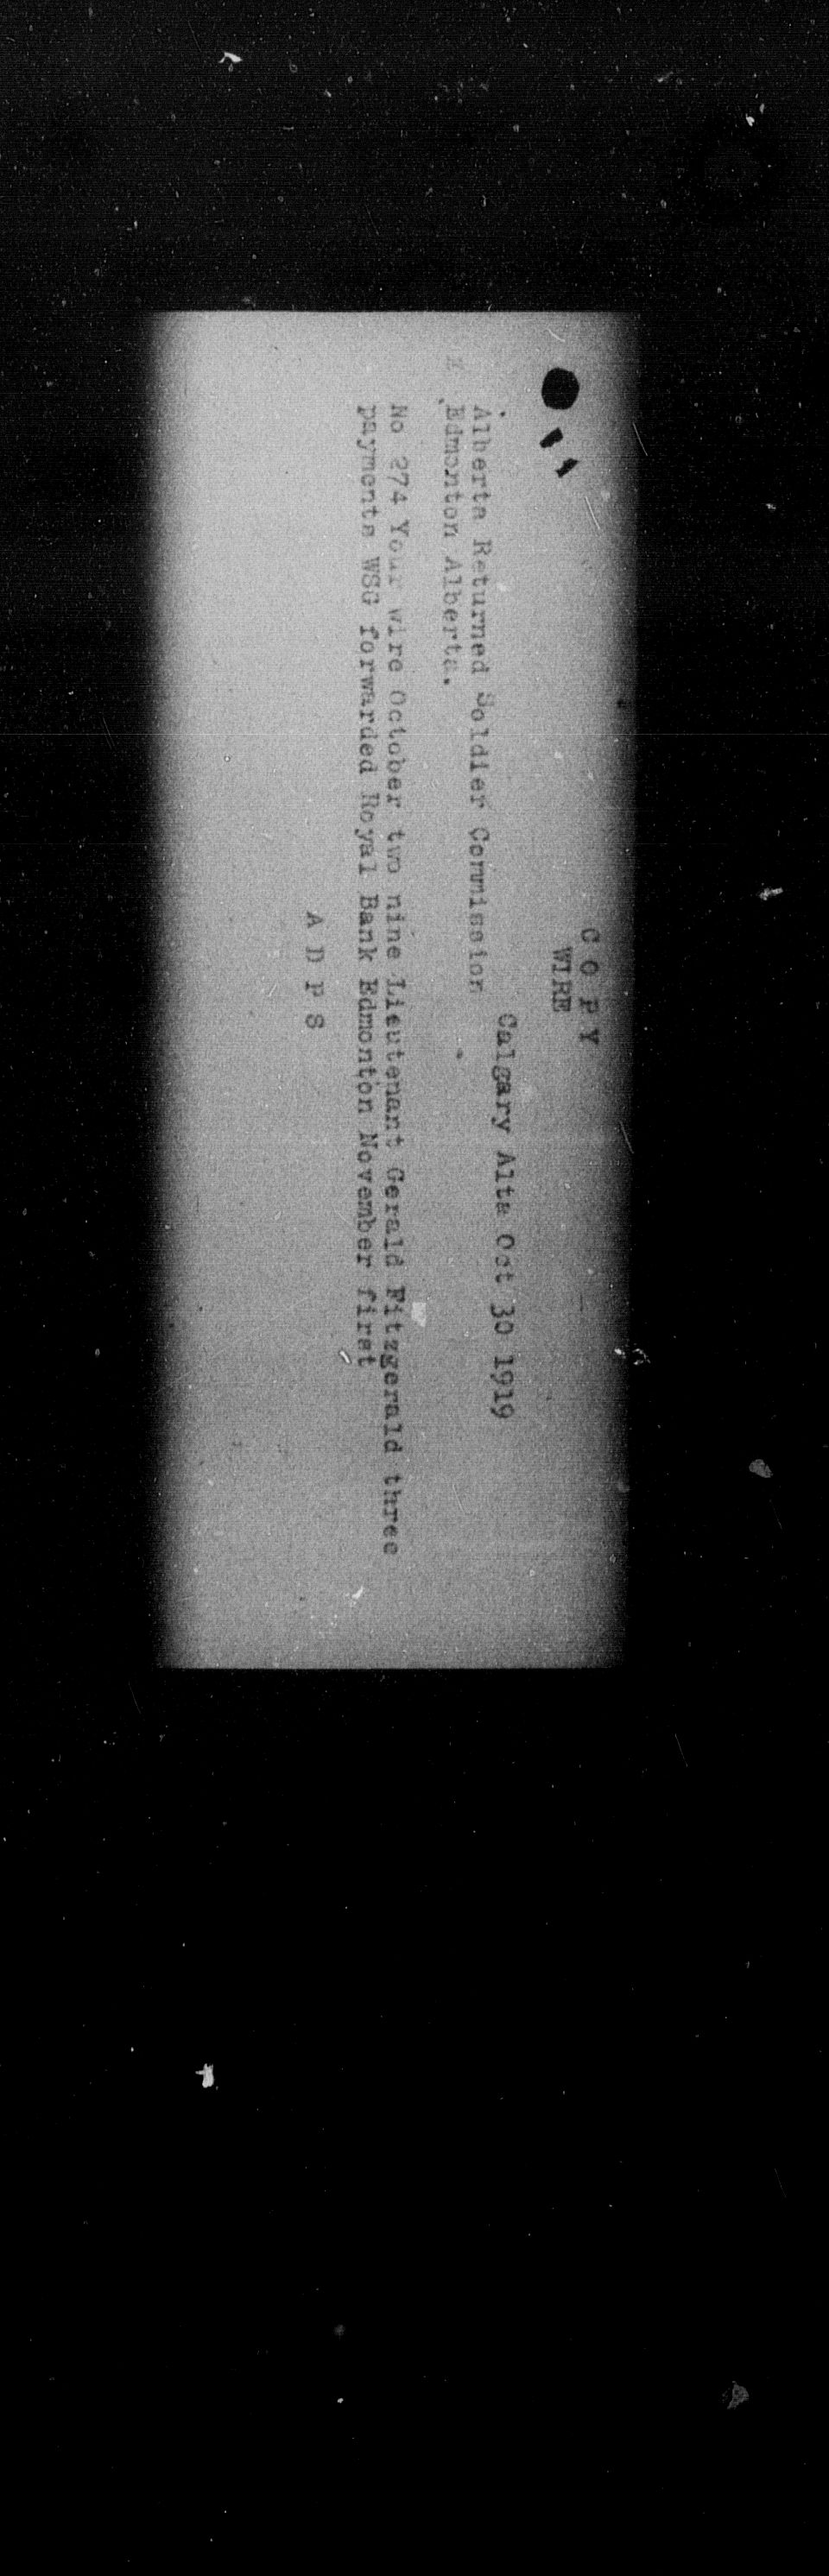 C O P Y
WIRE
Calgary Alta Oct 30 1919
Alberta Returned Soldier Commission
Edmonton Alberta.
No 274 Your wire October two nine Lieutenant Gerald Fitzgerald three
payments WSG forwarded Royal Bank Edmonton November first
A D P S